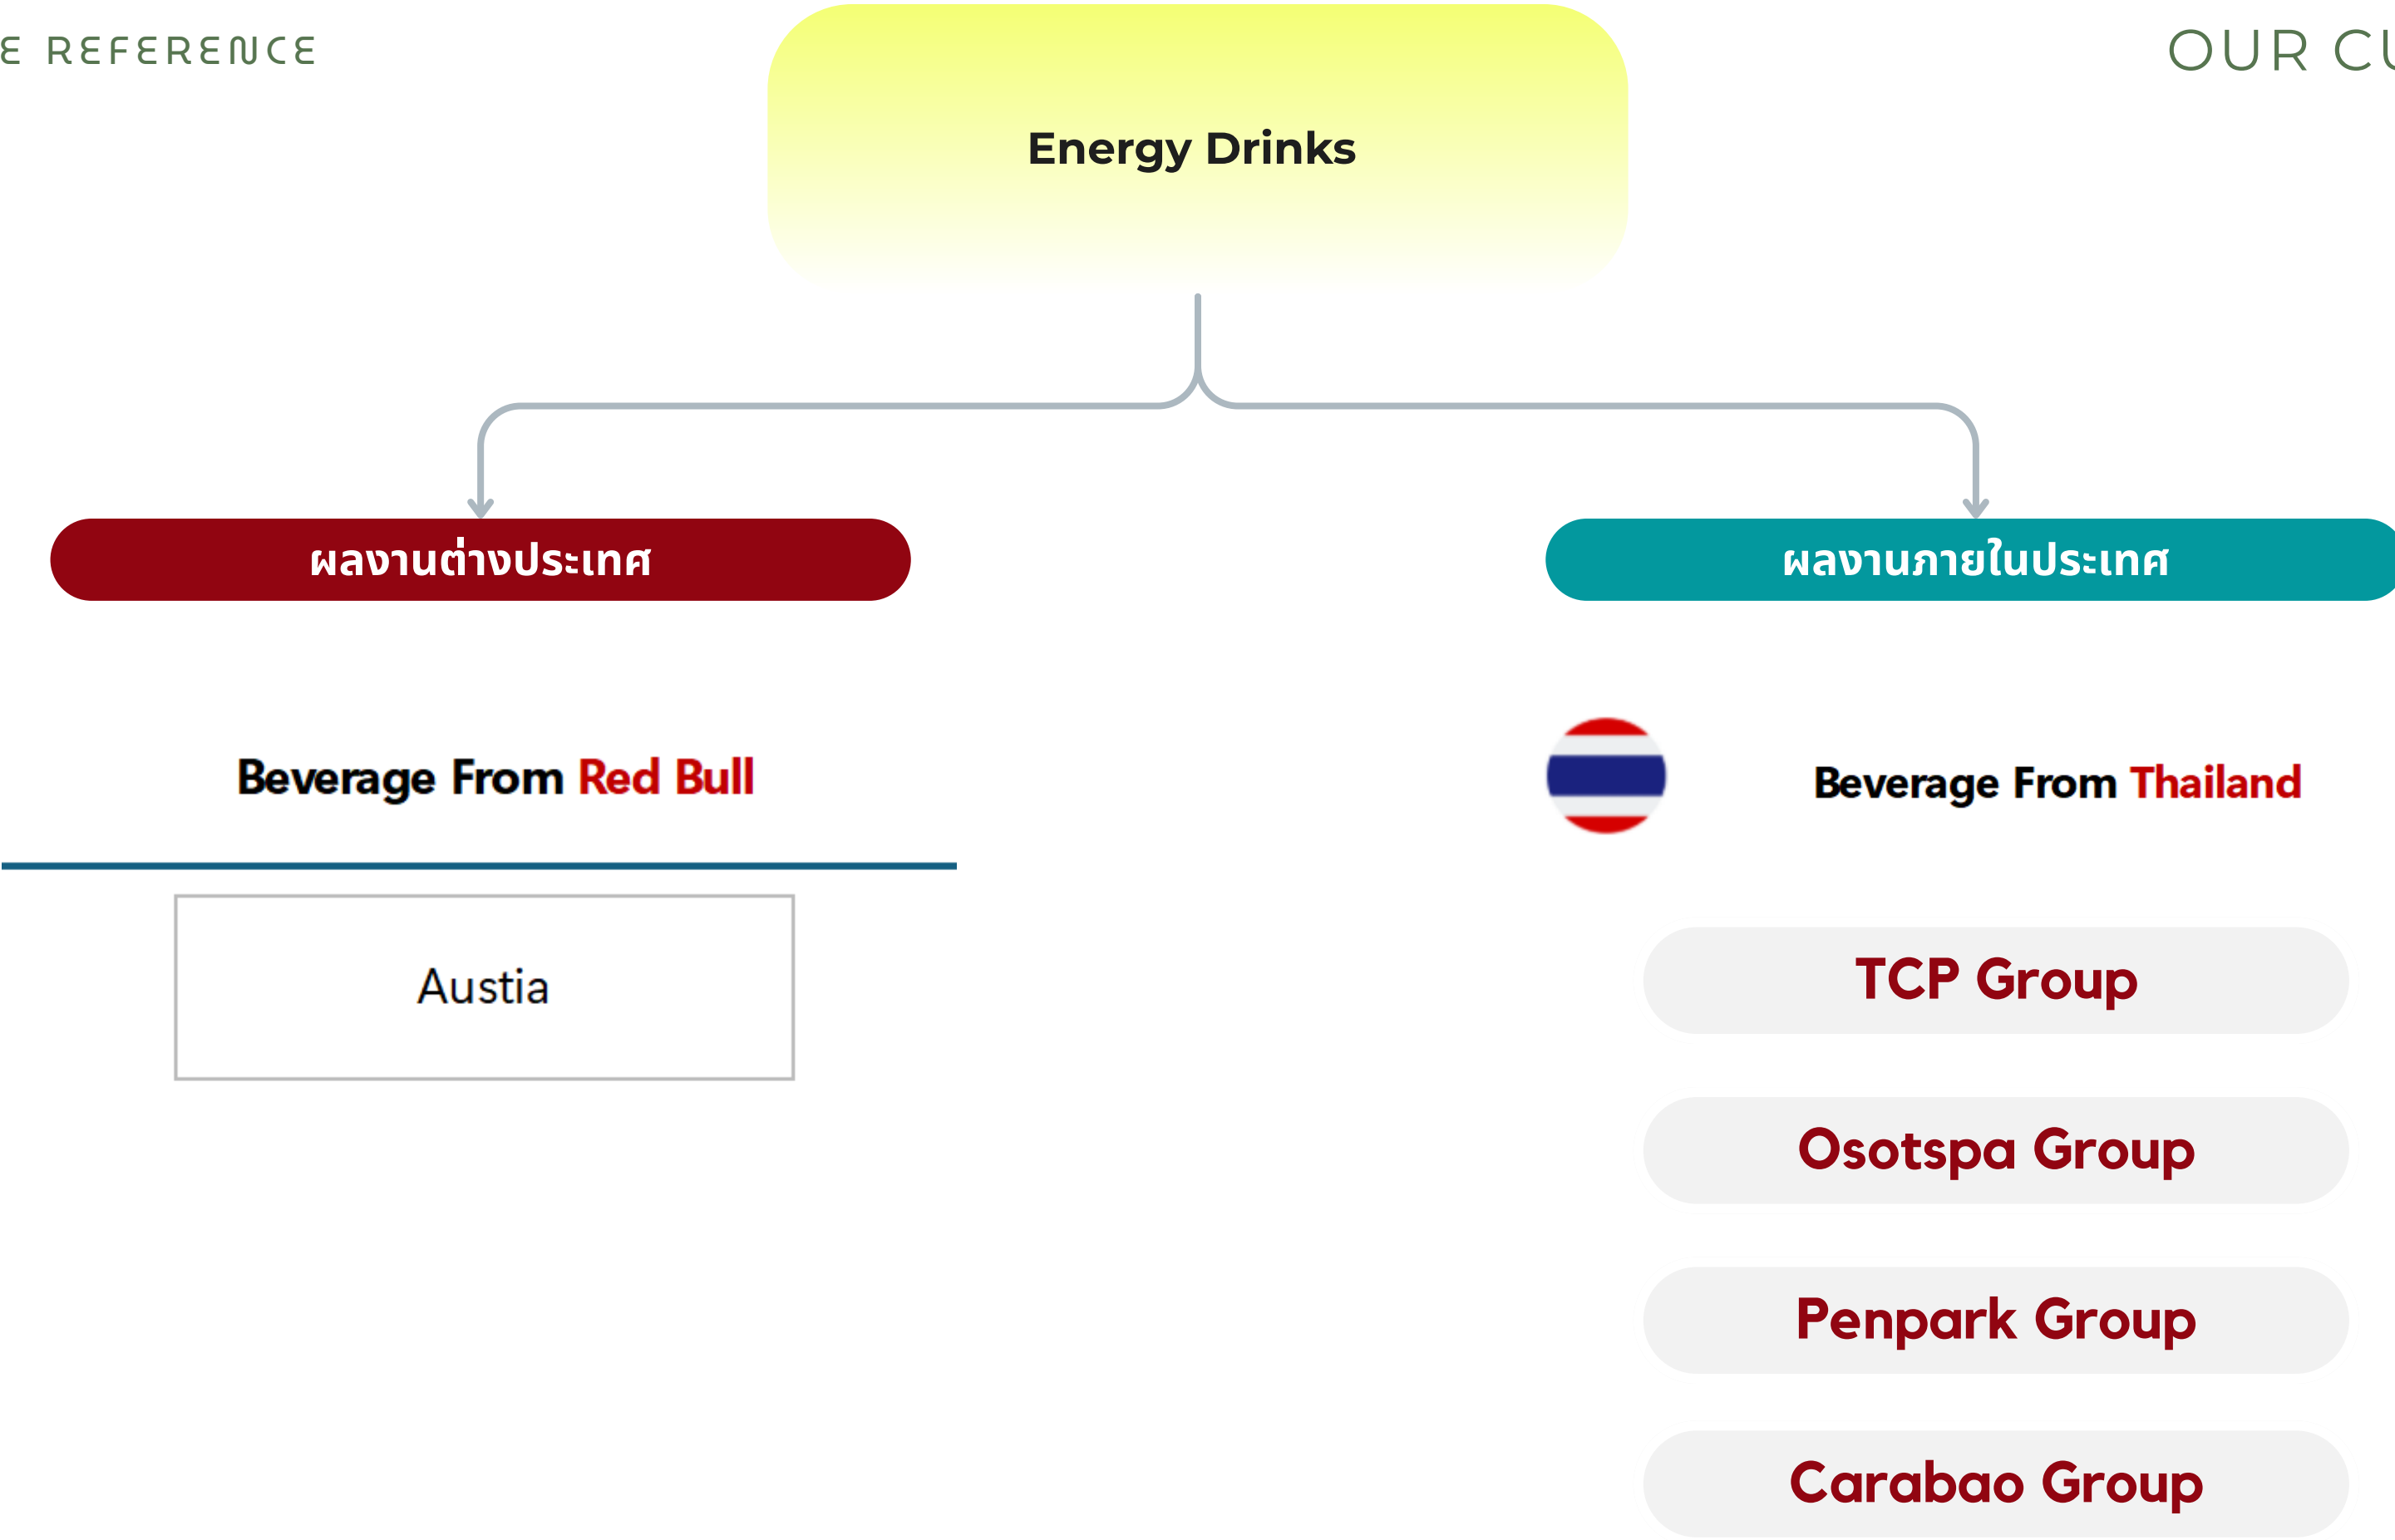 E REFERENCE
OUR CU
Energy Drinks
ผลงานต่างประเทศ
ผลงานภายในประเทศ
Beverage From Red Bull
Beverage From Thailand
Austia
TCP Group
Osotspa Group
Penpark Group
Carabao Group